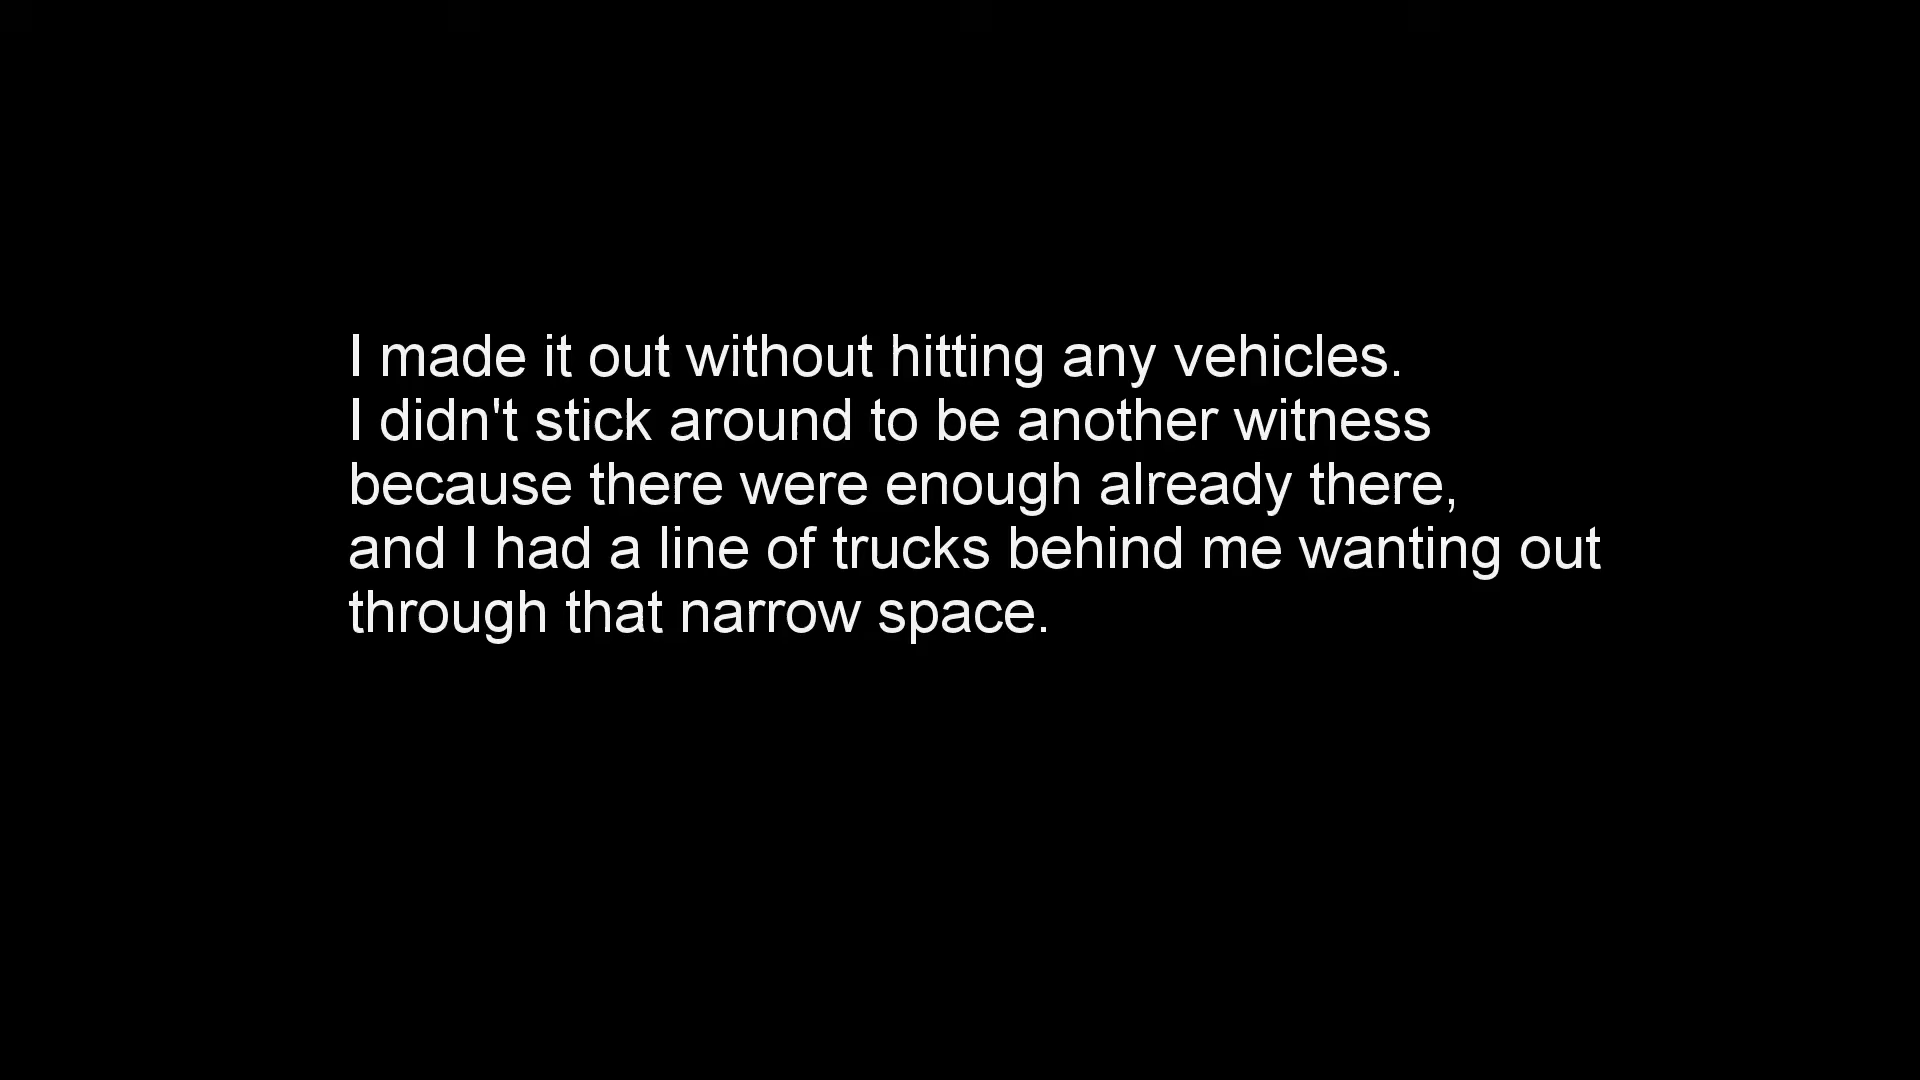 I made it out without hitting any vehicles.
I didn't stick around to be another witness
because there were enough already there,
and I had a line of trucks behind me wanting out
through that narrow space.